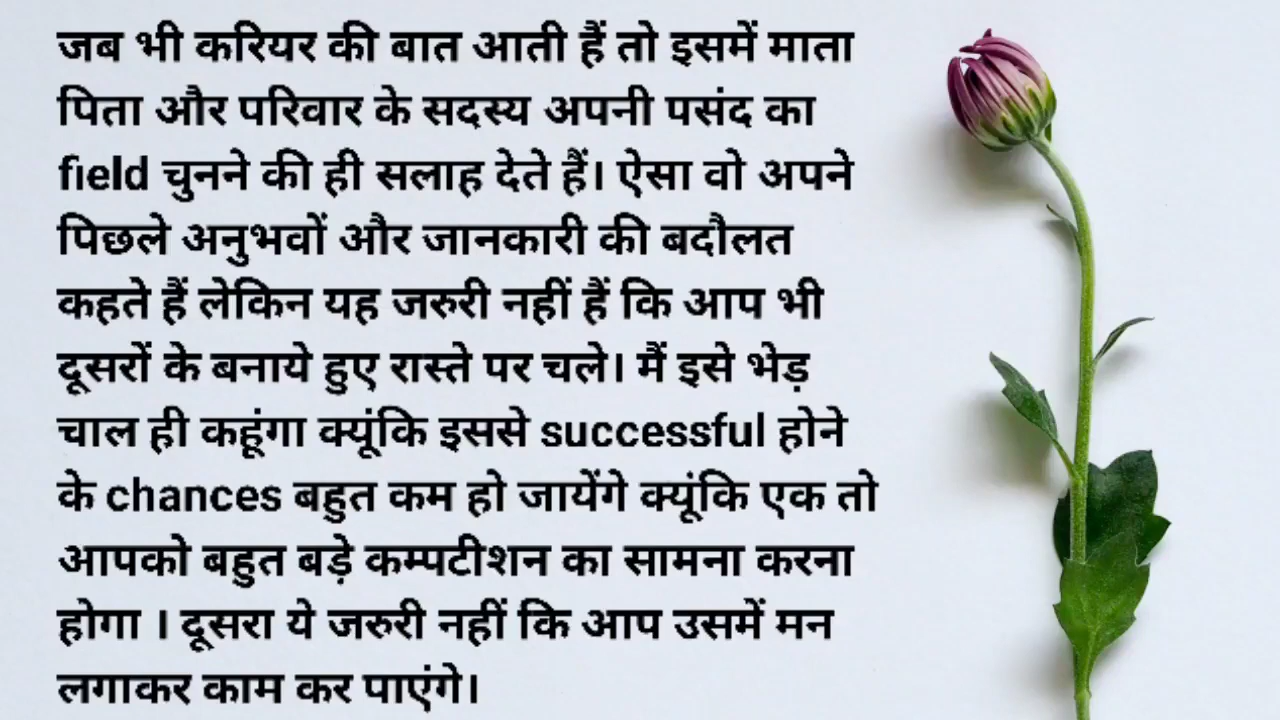 जब भी करियर की बात आती हैं तो इसमें माता
पिता और परिवार के सदस्य अपनी पसंद का
field चुनने की ही सलाह देते हैं। ऐसा वो अपने
पिछले अनुभवों और जानकारी की बदौलत
कहते हैं लेकिन यह जरुरी नहीं हैं कि आप भी
दूसरों के बनाये हुए रास्ते पर चले। मैं इसे भेड़
चाल ही कहूंगा क्यूंकि इससे successful होने
के chances बहुत कम हो जायेंगे क्यूंकि एक तो
आपको बहुत बड़े कम्पटीशन का सामना करना
होगा । दूसरा ये जरुरी नहीं कि आप उसमें मन
लगाकर काम कर पाएंगे।